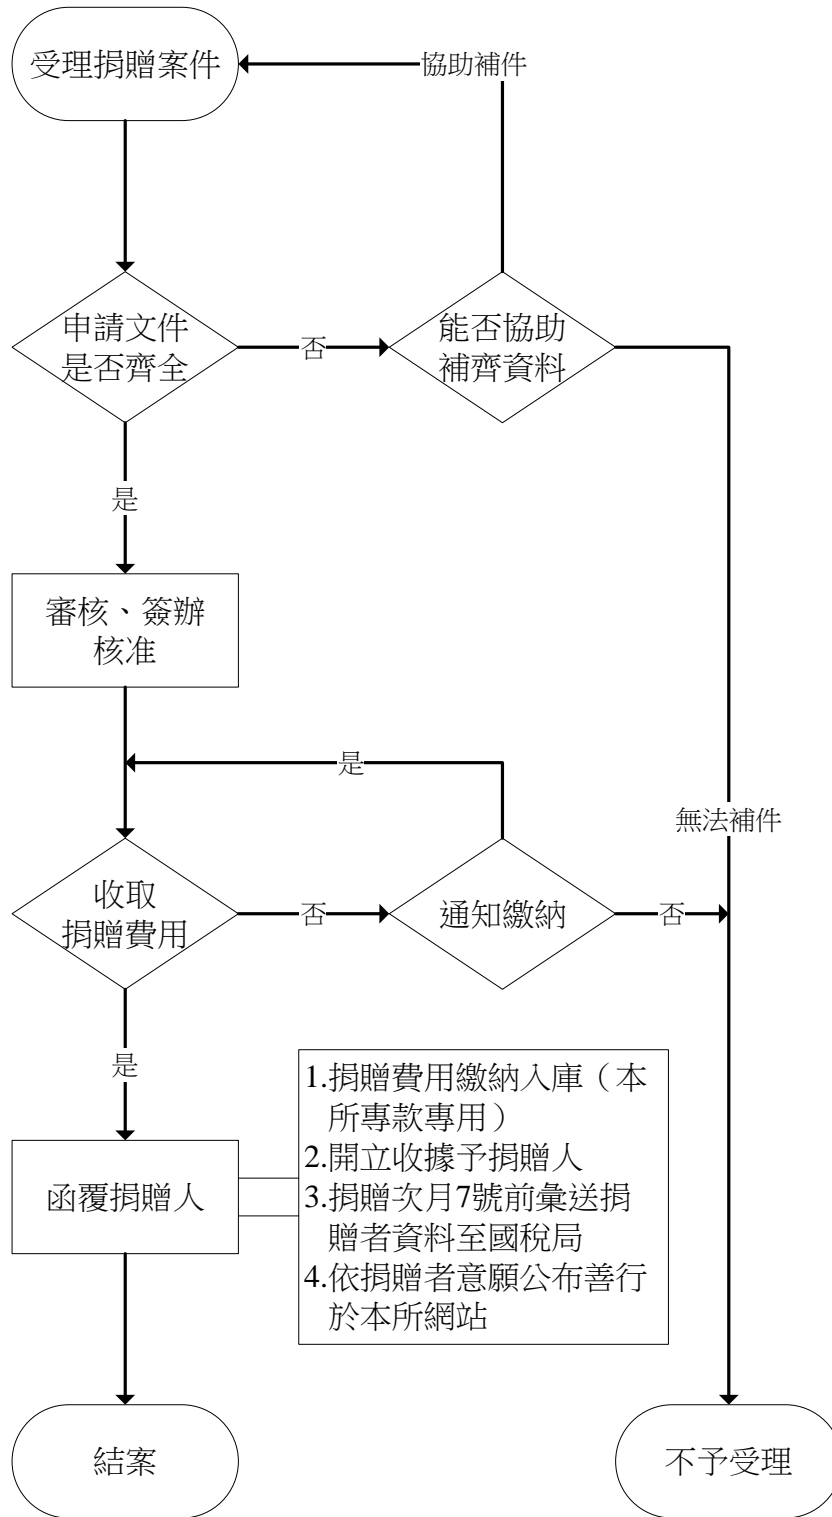 受理捐贈案件
協助補件
申請文件
是否齊全
否
能否協助
補齊資料
是
審核、簽辦
核准
是
無法補件
收取
捐贈費用
否
通知繳納
否
是
1.捐贈費用繳納入庫（本
所專款專用）
2.開立收據予捐贈人
3.捐贈次月7號前彙送捐
贈者資料至國稅局
4.依捐贈者意願公布善行
於本所網站
函覆捐贈人
結案
不予受理